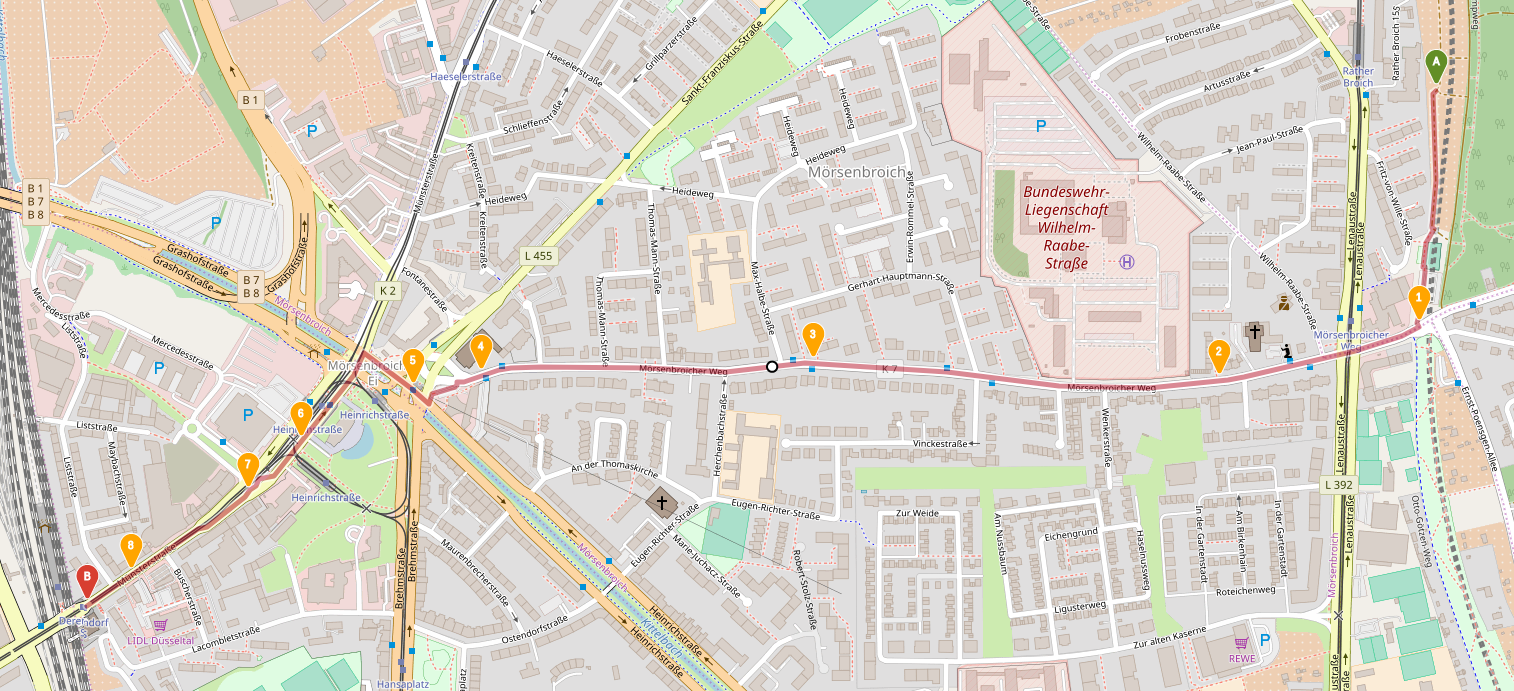 Haeselerstraße
Grillparzerstraße
Haeselerstraße
Sankt-Franziskus-Straße
Frobenstraße
Rather Broich 155
Rather
Broich
A
B 1
P
Schlieffenstraße
Heideweg
Heideweg
P
Artusstraße
Jean-Paul-Straße
Wilhelm-Raabe-Straße
Münsterstraße
Kreitenstraße
Heideweg
Mörsenbroich
Fritz-von-Wille-Straße
B 1
B 7
B 8
P
Heideweg
Heideweg
Kreitenstraße
Thomas-Mann-Straße
Erwin-Rommel-Straße
Bundeswehr-
Liegenschaft
Wilhelm-
Raabe-
Straße
H
Lenaustraße
Lenaustraße
Grashofstraße
Grashofstraße
Grashofstraße
L 455
B 7
B 8
K 2
Fontanestraße
Thomas-Mann-Straße
Max-Halbe-Straße
Gerhart-Hauptmann-Straße
Wilhelm-Raabe-Straße
Mörsenbroich
Mercedesstraße
Liststraße
Mercedesstraße
P
1
Mörsenbroicher
Weg
2
3
4
5
Mörsenbroicher Weg
K 7
Mörsenbroicher Weg
Mörsenbroicher
Ei
Heinrichstraße
6
Heinrichstraße
P
Liststraße
Liststraße
Maybachstraße
7
Heinrichstraße
Herchenbachstraße
Vinckestraße
Wenkerstraße
Lenaustraße
Ernst-Poensgen-Allee
L 392
An der Thomaskirche
Eugen-Richter-Straße
Eugen-Richter-Straße
Zur Weide
Am Nussbaum
Eichengrund
Haselnussweg
In der Gartenstadt
Am Birkenhain
In der Gartenstadt
Lenaustraße
Otto-Götzen-Weg
8
Münsterstraße
B
Derendorf
S
Büscherstraße
LIDL Düsseltal
Lacombletstraße
Brehmstraße
Brehmstraße
Maurenbrecherstraße
Mörsenbroich
Marie-Juchacz-Straße
Robert-Stolz-Straße
Ostendorfstraße
Kittelbach
Heinrichstraße
Heinrichstraße
Hansaplatz
Ligusterweg
Roteichenweg
Zur alten Kaserne
REWE
P
Mörsenbroich